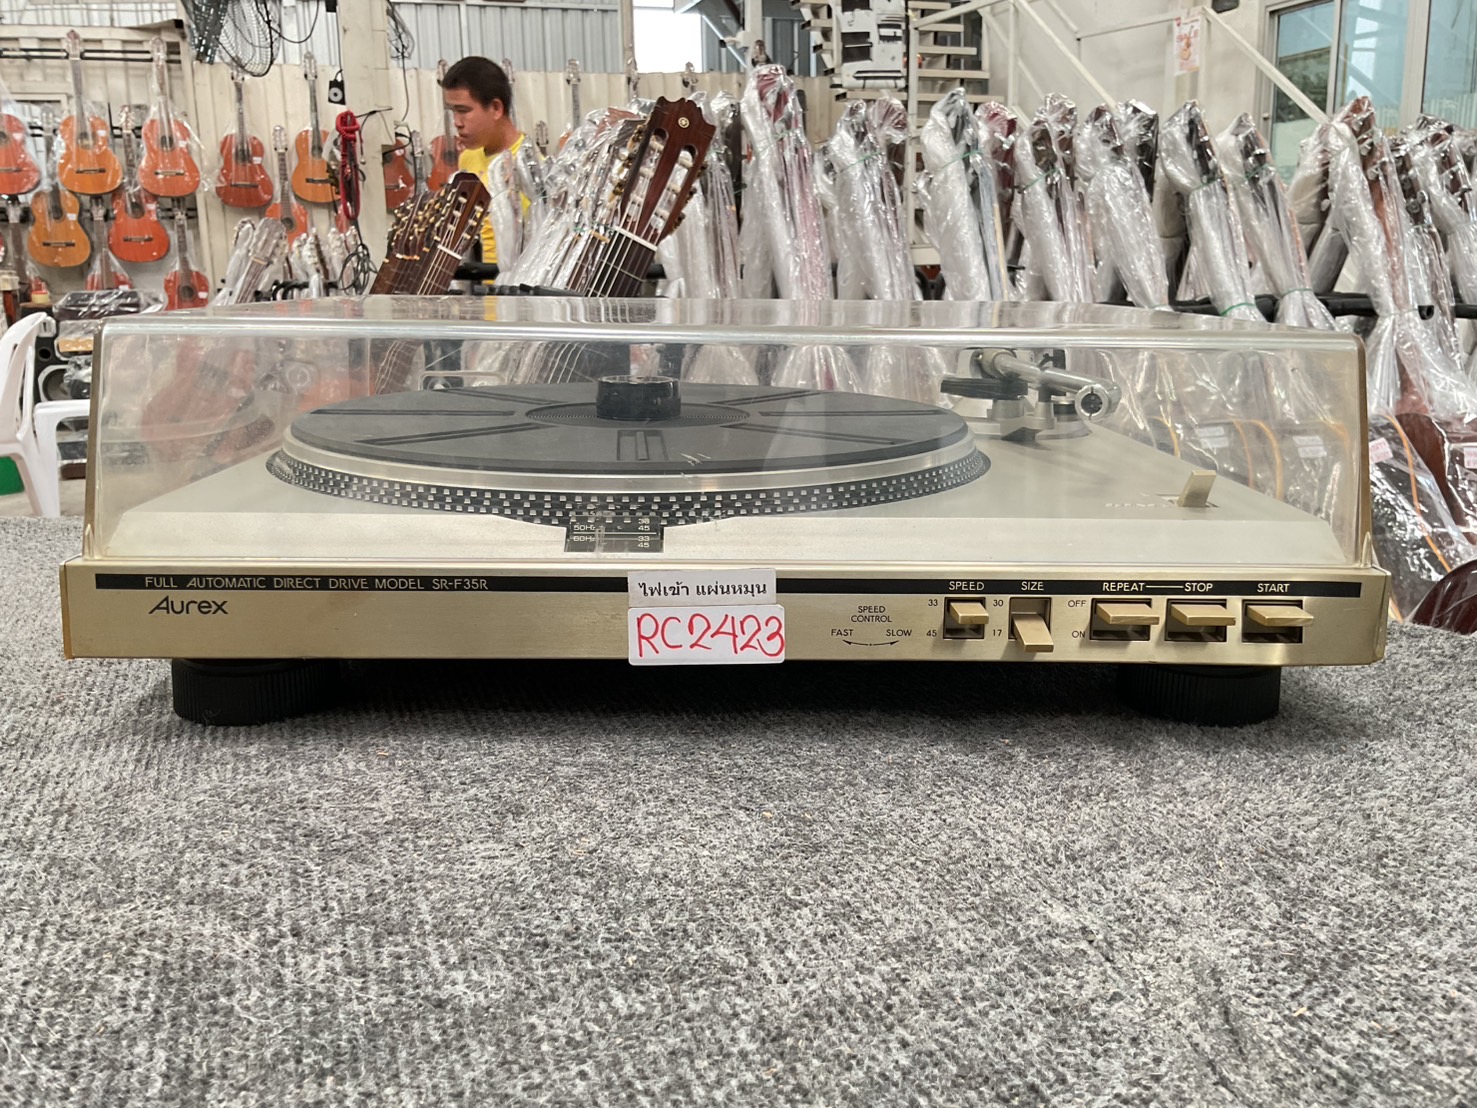 FULL AUTOMATIC DIRECT DRIVE MODEL SR-F35R
Aurex
33
50Hz 45
60Hz 33
45
ไฟเข้า แผ่นหมุน
RC2423
SPEED CONTROL
FAST SLOW
SPEED
33
45
SIZE
30
17
REPEAT STOP
OFF
ON
START